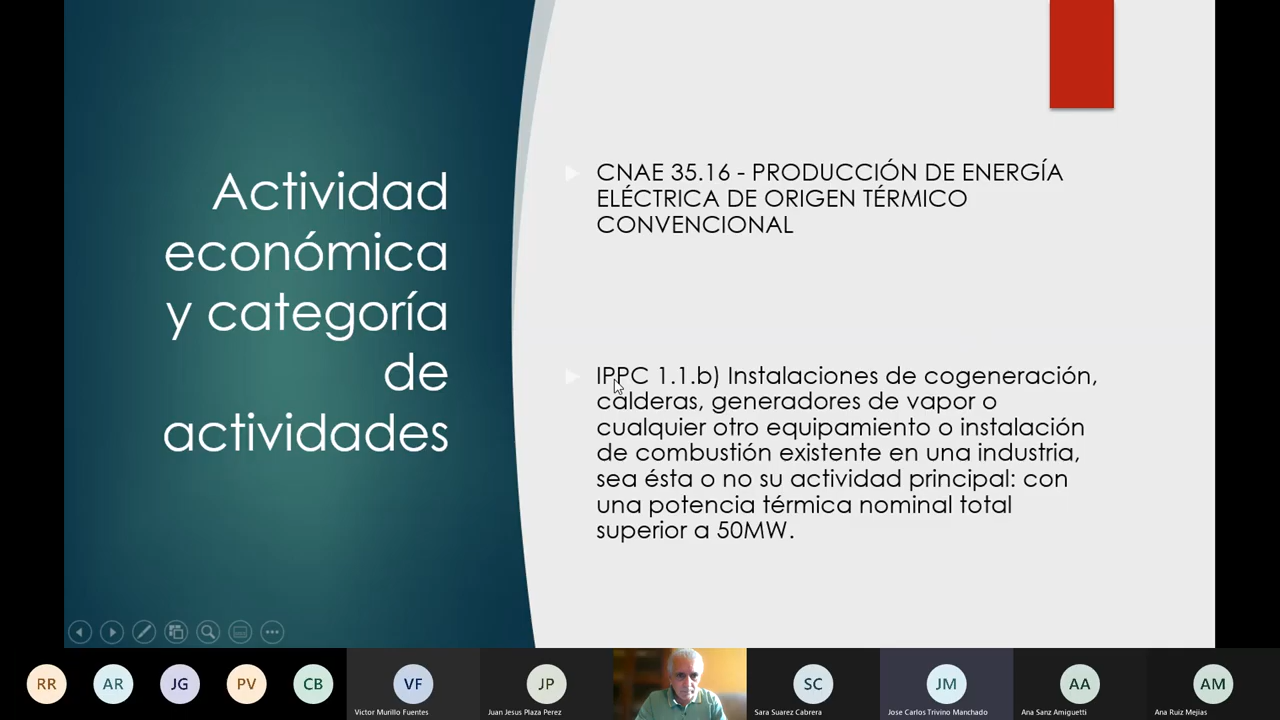 Actividad
económica
y categoría
de
actividades
CNAE 35.16 - PRODUCCIÓN DE ENERGÍA
ELÉCTRICA DE ORIGEN TÉRMICO
CONVENCIONAL
IPPC 1.1.b) Instalaciones de cogeneración,
calderas, generadores de vapor o
cualquier otro equipamiento o instalación
de combustión existente en una industria,
sea ésta o no su actividad principal: con
una potencia térmica nominal total
superior a 50MW.
RR
AR
JG
PV
CB
VF
Victor Murillo Fuentes
JP
Juan Jesus Plaza Perez
SC
Sara Suarez Cabrera
JM
Jose Carlos Trivino Manchado
AA
Ana Sanz Amiguetti
AM
Ana Ruiz Mejias